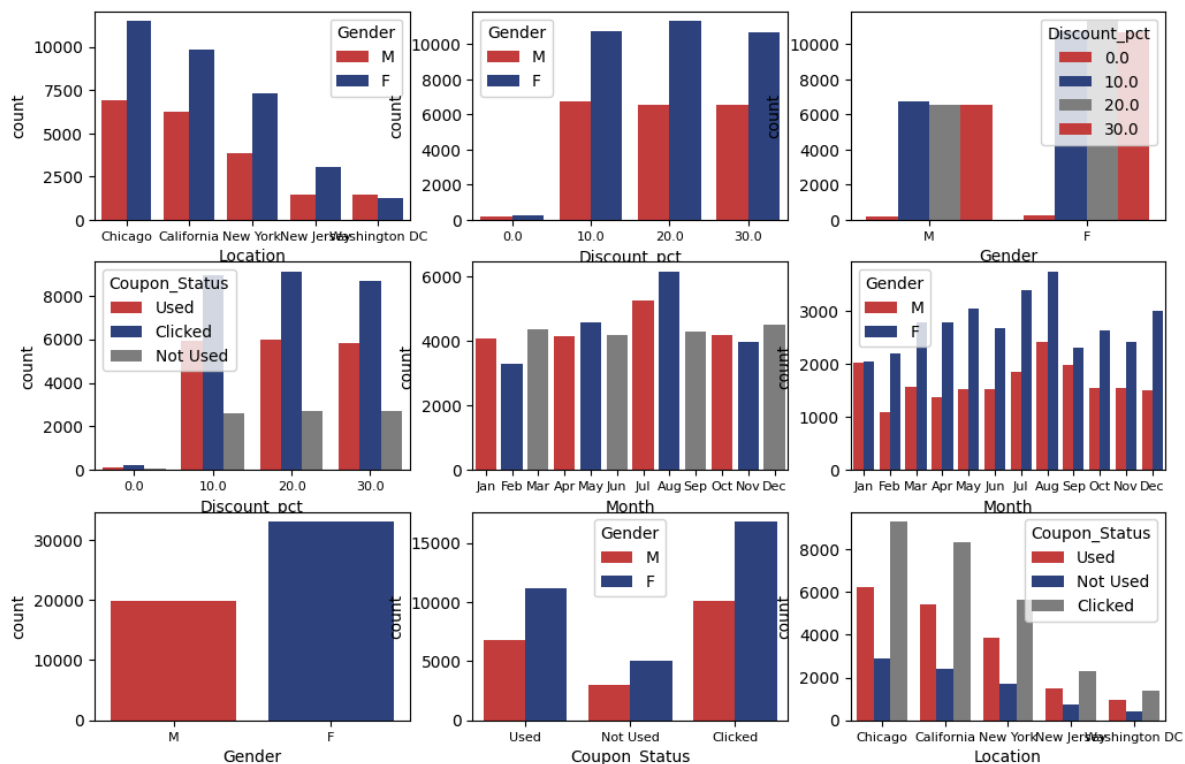 count
10000
7500
5000
2500
0
Gender
M
F
Chicago
California
New York
New Jersey
Washington DC
Location
count
10000
8000
6000
4000
2000
0
Gender
M
F
0.0
10.0
20.0
30.0
Discount_pct
count
10000
8000
6000
4000
2000
0
Discount_pct
0.0
10.0
20.0
30.0
M
F
Gender
count
8000
6000
4000
2000
0
Coupon_Status
Used
Clicked
Not Used
0.0
10.0
20.0
30.0
Discount_pct
count
6000
4000
2000
0
Jan Feb Mar Apr May Jun Jul Aug Sep Oct Nov Dec
Month
count
3000
2000
1000
0
Gender
M
F
Jan Feb Mar Apr May Jun Jul Aug Sep Oct Nov Dec
Month
count
30000
20000
10000
0
M
F
Gender
count
15000
10000
5000
0
Gender
M
F
Used
Not Used
Clicked
Coupon_Status
count
8000
6000
4000
2000
0
Coupon_Status
Used
Not Used
Clicked
Chicago
California
New York
New Jersey
Washington DC
Location